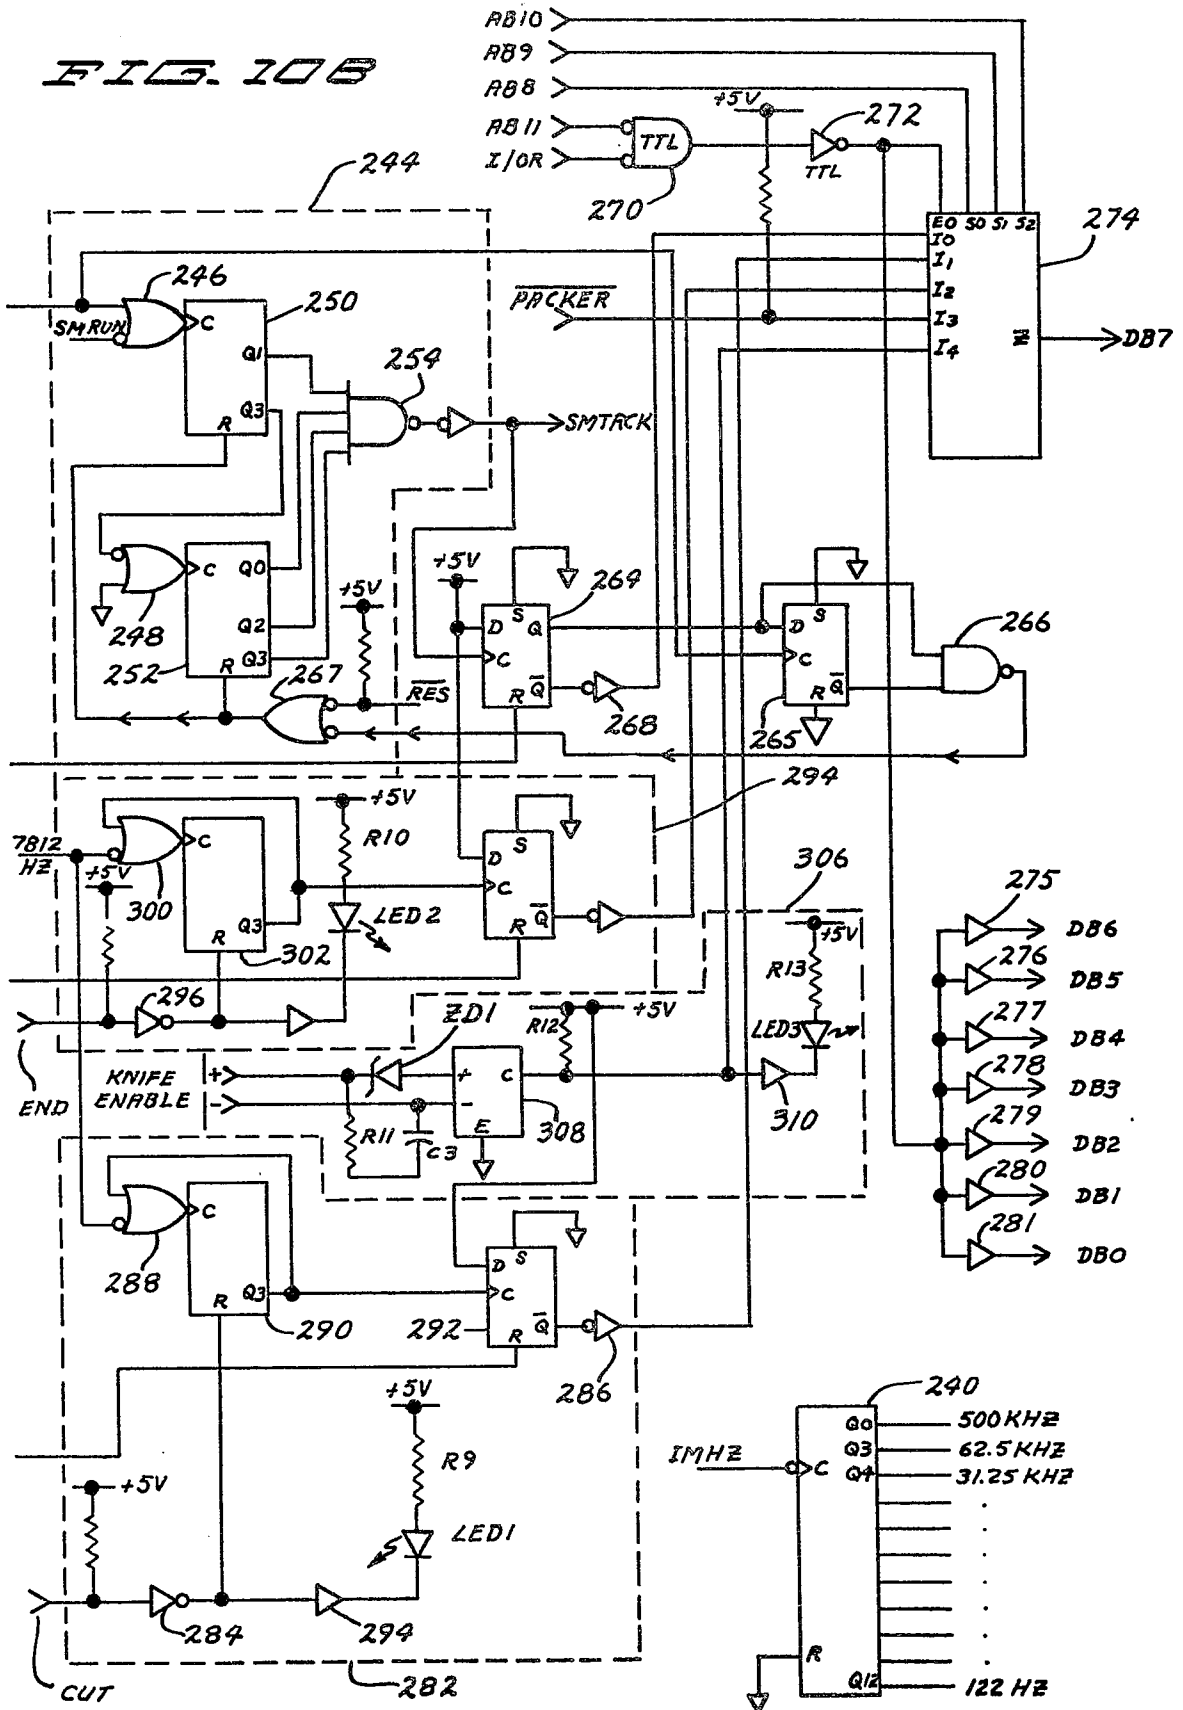 FIG. 10B
AB10
AB9
AB8
+5V
AB11
I/OR
TTL
270
272
TTL
EO S0 S1 S2
I0
I1
I2
I3
I4
Z
274
DB7
PACKER
244
246
SM RUN
C
250
Q1
Q3
R
254
SMTACK
248
C
Q0
Q2
Q3
R
252
+5V
267
RES
+5V
S
D
Q
C
R
Q
264
268
S
D
C
R
Q
265
266
294
7812
HZ
+5V
300
C
Q3
R
302
+5V
R10
LED2
S
D
C
R
Q
296
END
306
+5V
R13
LED3
310
KNIFE
ENABLE
+
-
ZD1
R11
C3
+
-
C
E
308
R12
+5V
275
DB6
276
DB5
277
DB4
278
DB3
279
DB2
280
DB1
281
DB0
288
C
Q3
R
290
S
D
C
R
Q
292
286
+5V
R9
LED1
+5V
284
294
CUT
282
240
1MHZ
C
Q0
500 KHZ
Q3
62.5 KHZ
Q4
31.25 KHZ
R
Q12
122 HZ